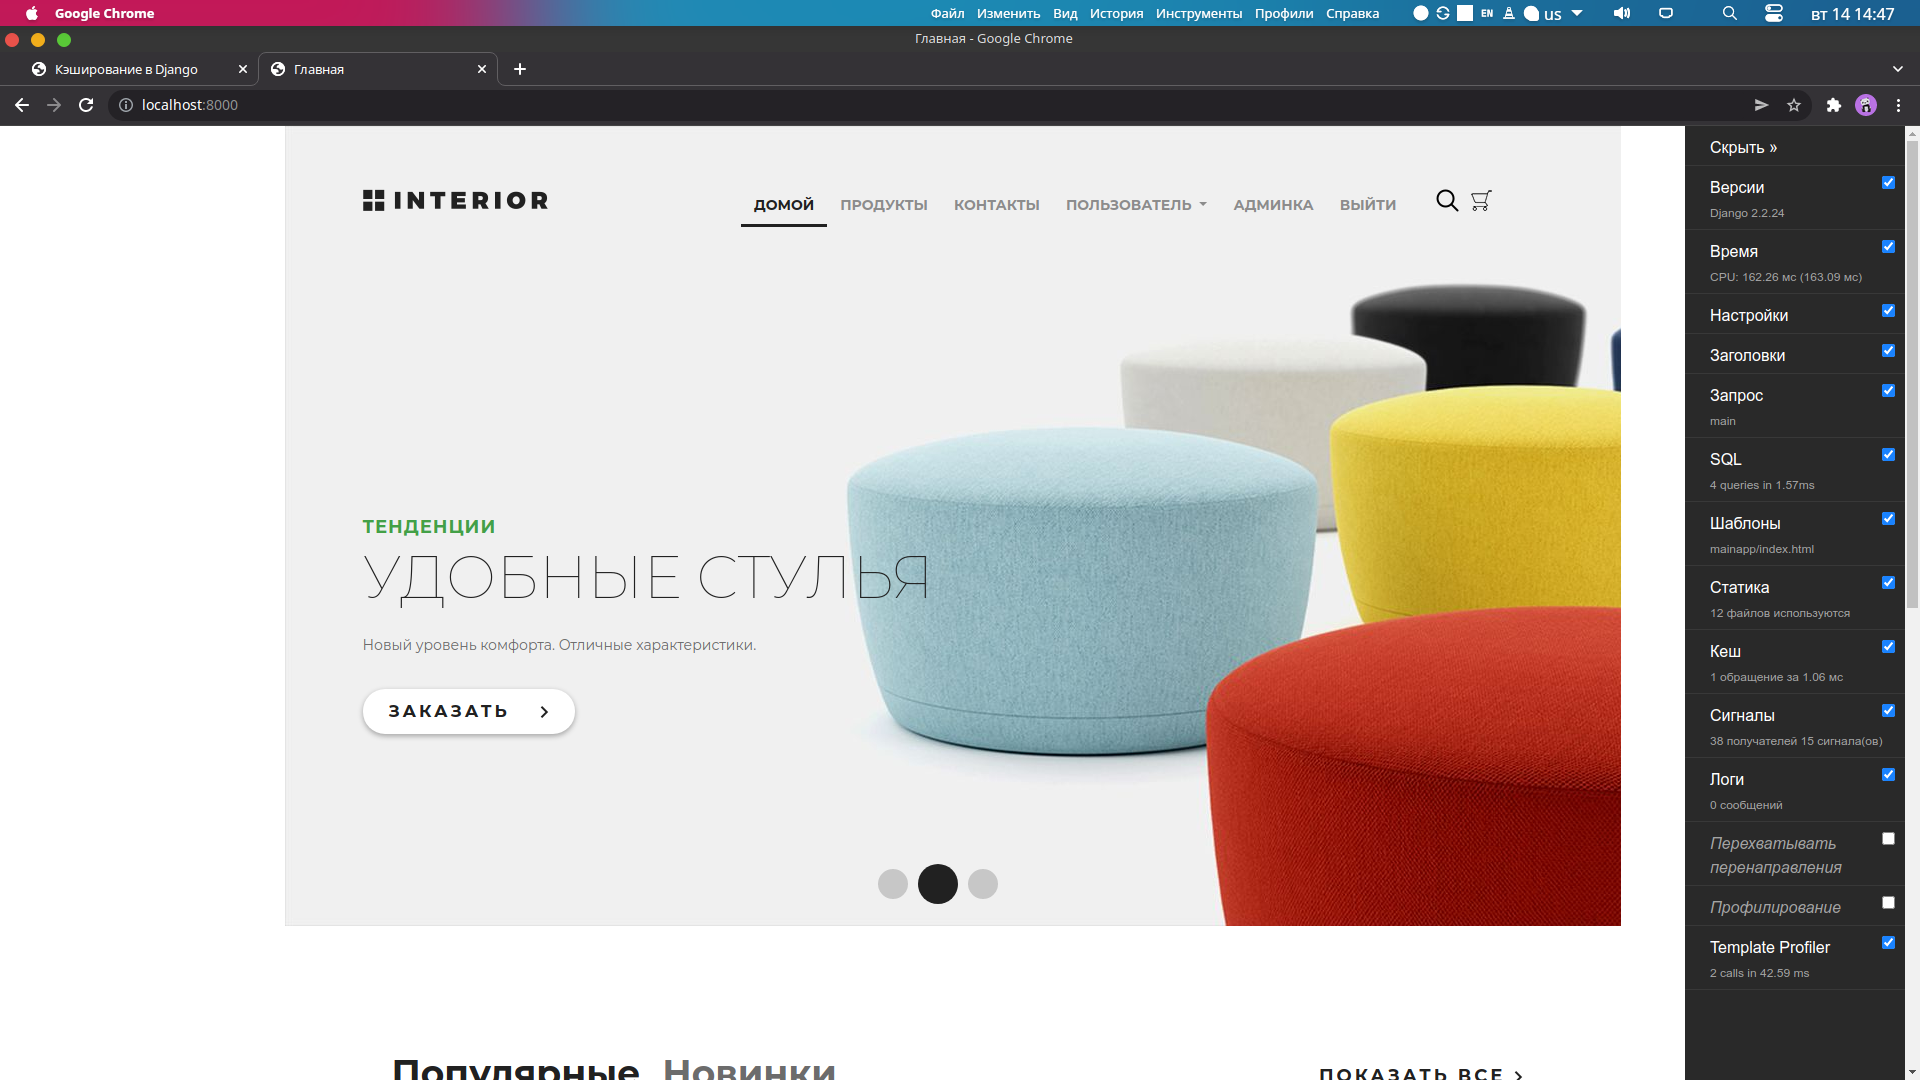 Google Chrome
Файл Изменить Вид История Инструменты Профили Справка
EN
us
вт 14 14:47
Главная - Google Chrome
Кэширование в Django
Главная
localhost:8000
INTERIOR
ДОМОЙ ПРОДУКТЫ КОНТАКТЫ ПОЛЬЗОВАТЕЛЬ АДМИНКА ВЫЙТИ
ТЕНДЕНЦИИ
УДОБНЫЕ СТУЛЬЯ
Новый уровень комфорта. Отличные характеристики.
ЗАКАЗАТЬ
Популярные Новинки
ПОКАЗАТЬ ВСЕ
Скрыть »
Версии
Django 2.2.24
Время
CPU: 162.26 мс (163.09 мс)
Настройки
Заголовки
Запрос
main
SQL
4 queries in 1.57ms
Шаблоны
mainapp/index.html
Статика
12 файлов используются
Кеш
1 обращение за 1.06 мс
Сигналы
38 получателей 15 сигнала(ов)
Логи
0 сообщений
Перехватывать
перенаправления
Профилирование
Template Profiler
2 calls in 42.59 ms